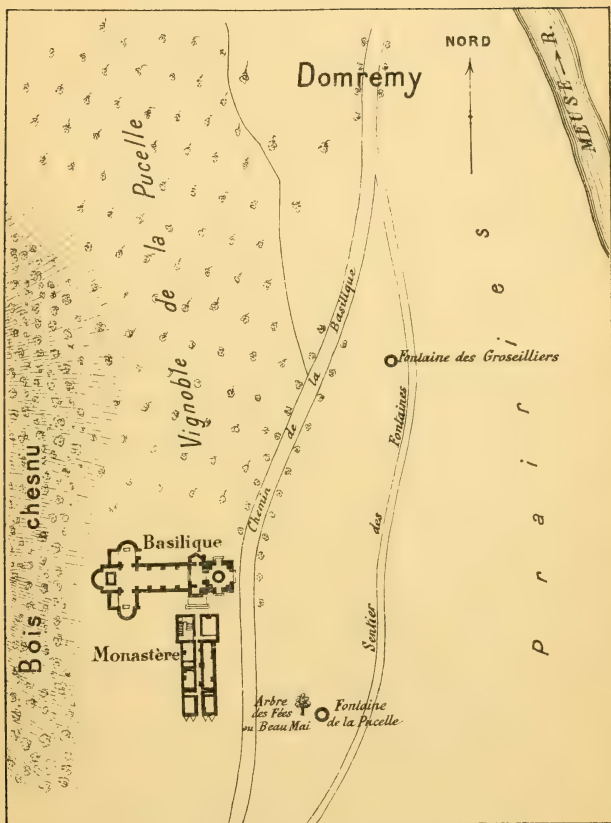 NORD
Domremy
MEUSE → R.
Vignoble de la Pucelle
Chemin de la Basilique
Fontaine des Groseilliers
Sentier des Fontaines
Prairies
Bois chesnu
Basilique
Monastère
Arbre
des Fées
ou Beau Mai
Fontaine
de la Pucelle